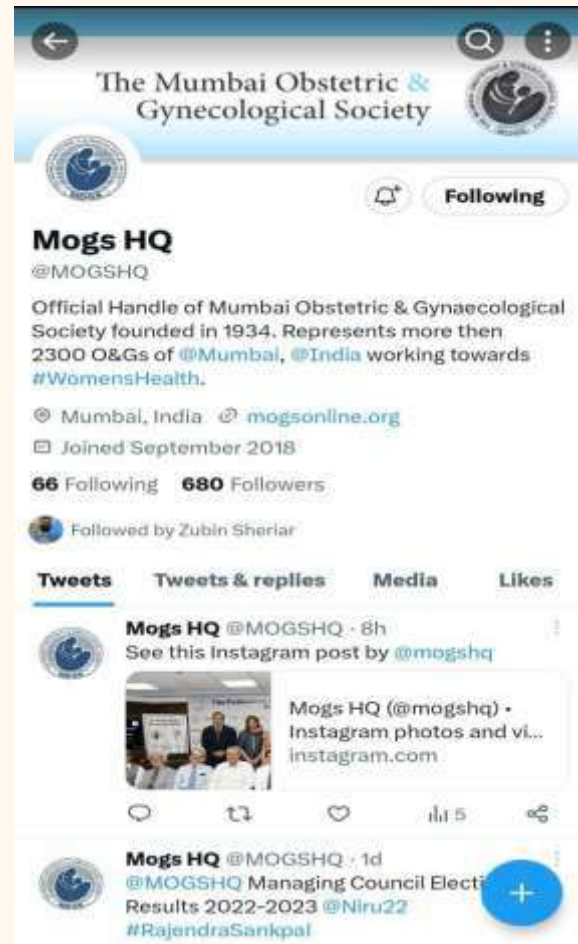 The Mumbai Obstetric &
Gynecological Society
Following
Mogs HQ
@MOGSHQ
Official Handle of Mumbai Obstetric & Gynaecological
Society founded in 1934. Represents more then
2300 O&Gs of @Mumbai, @India working towards
#WomensHealth.
Mumbai, India mogsonline.org
Joined September 2018
66 Following 680 Followers
Followed by Zubin Sheriar
Tweets Tweets & replies Media Likes
Mogs HQ @MOGSHQ · 8h
See this Instagram post by @mogshq
Mogs HQ (@mogshq) •
Instagram photos and vi...
instagram.com
5
Mogs HQ @MOGSHQ · 1d
@MOGSHQ Managing Council Electi
Results 2022-2023 @Niru22
#RajendraSankpal